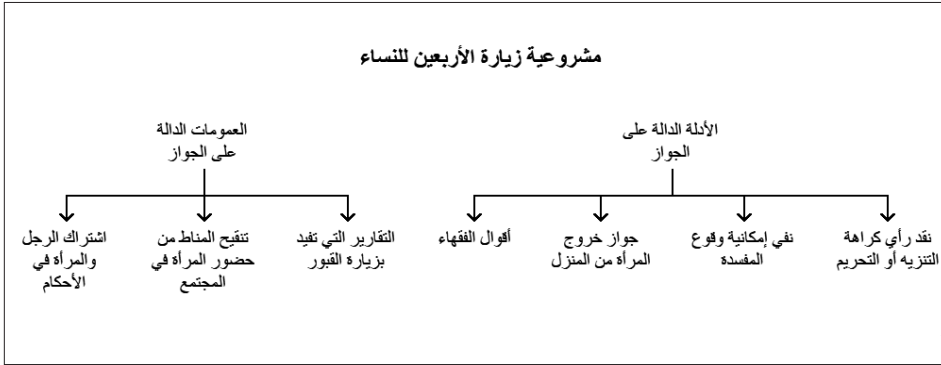 مشروعية زيارة الأربعين للنساء
الأدلة الدالة على
الجواز
نقد رأي كراهة
التنزيه أو التحريم
نفي إمكانية وقوع
المفسدة
جواز خروج
المرأة من المنزل
أقوال الفقهاء
العمومات الدالة
على الجواز
التقارير التي تفيد
بزيارة القبور
تنقيح المناط من
حضور المرأة في
المجتمع
اشتراك الرجل
والمرأة في
الأحكام